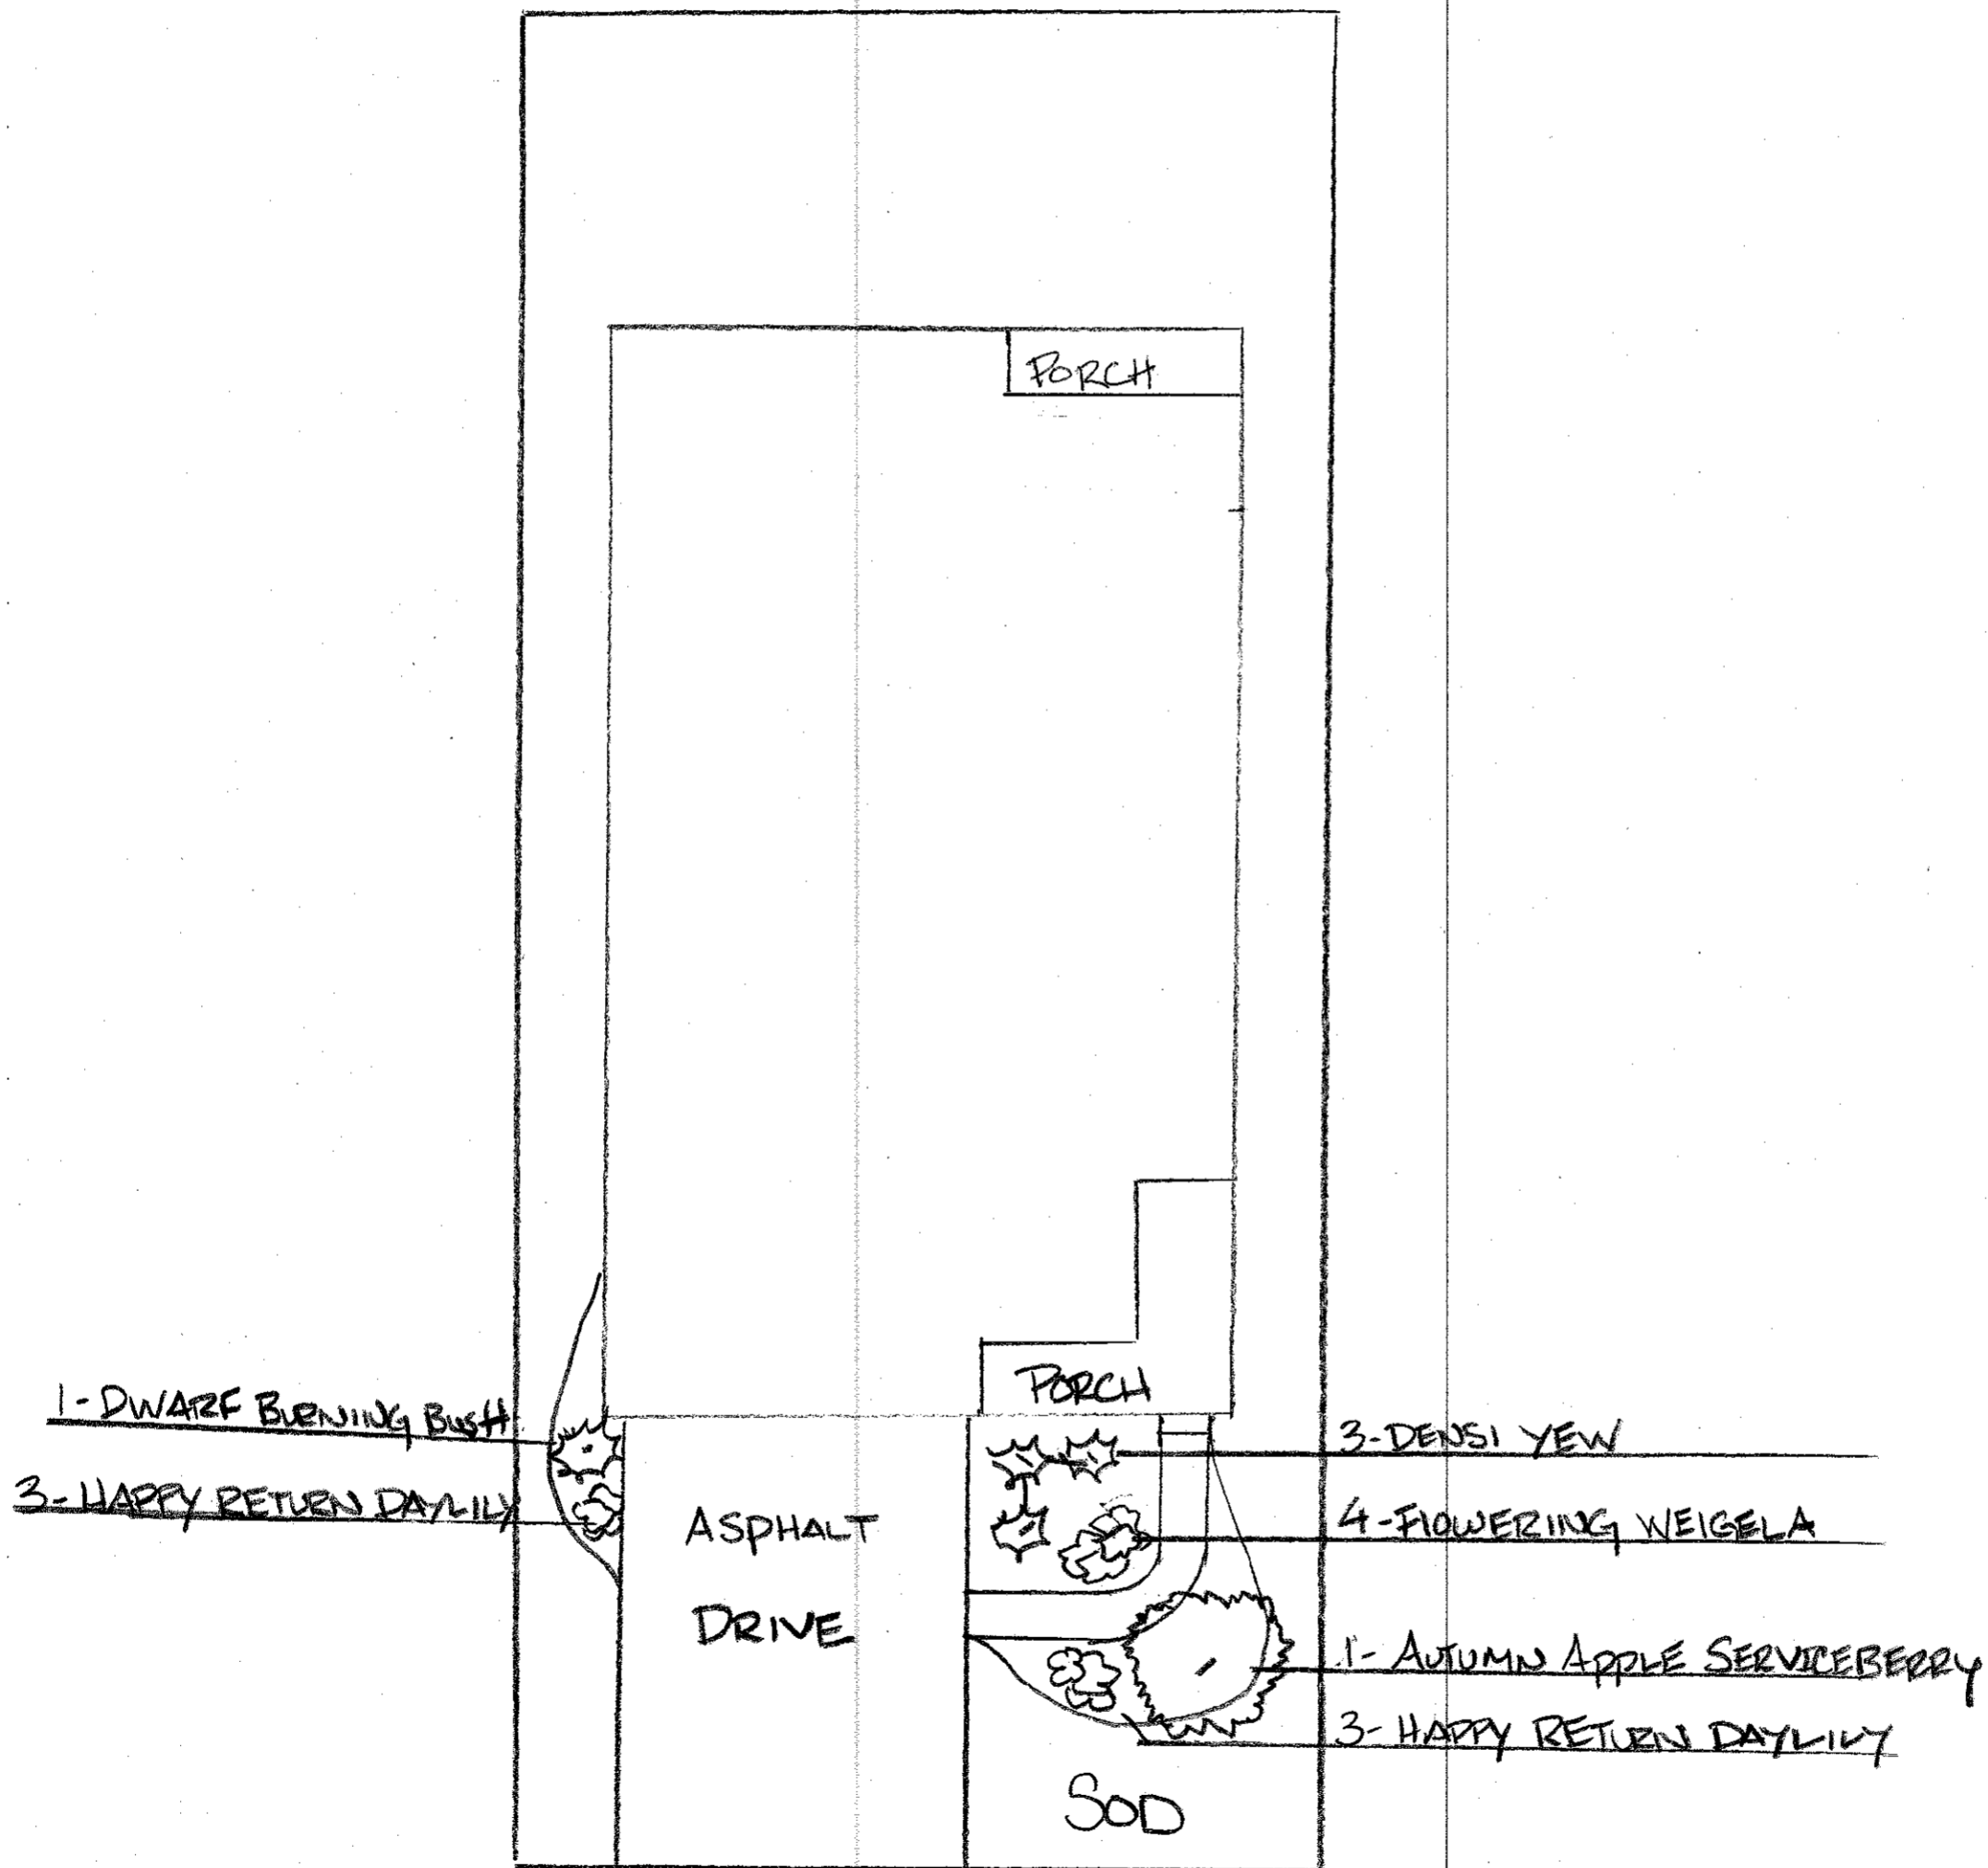 PORCH
PORCH
1-DWARF BURNING BUSH
3-HAPPY RETURN DAYLILY
ASPHALT
DRIVE
3-DENSI YEW
4-FLOWERING WEIGELA
1- AUTUMN APPLE SERVICEBERRY
3- HAPPY RETURN DAYLILY
SOD